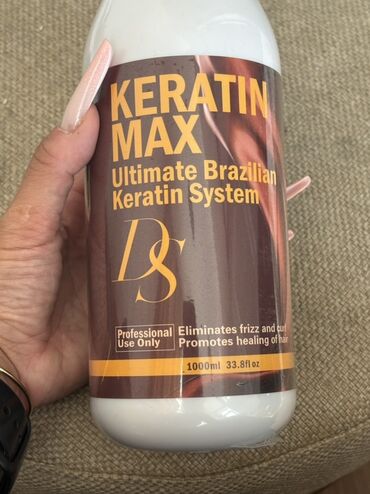 KERATIN
MAX
Ultimate Brazilian
Keratin System
DS
Professional
Use Only
Eliminates frizz and curl
Promotes healing of hair
1000ml 33.8fl oz